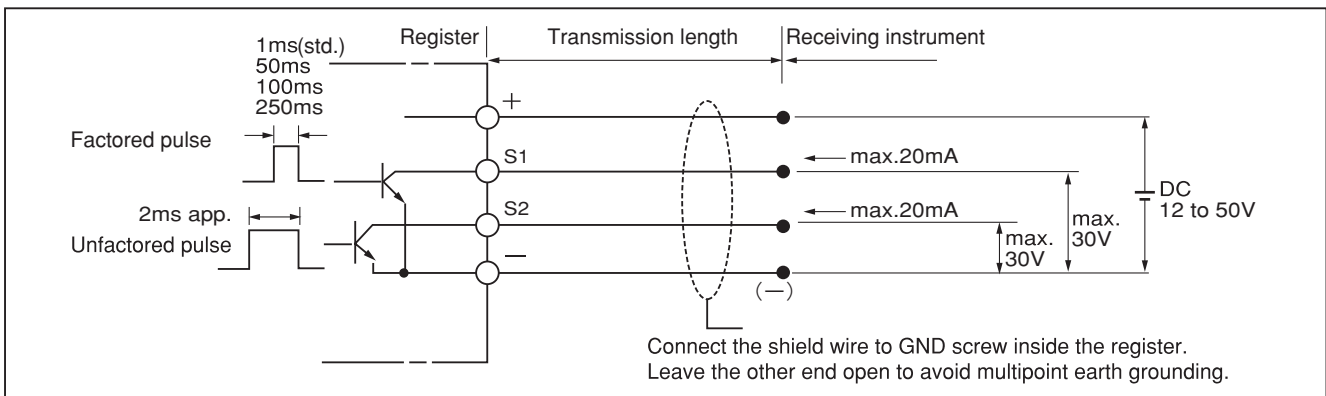 1ms(std.)
50ms
100ms
250ms
Register
Transmission length
Receiving instrument
+
Factored pulse
S1
max.20mA
2ms app.
S2
max.20mA
DC
12 to 50V
Unfactored pulse
max.
30V
max.
30V
—
(—)
Connect the shield wire to GND screw inside the register.
Leave the other end open to avoid multipoint earth grounding.